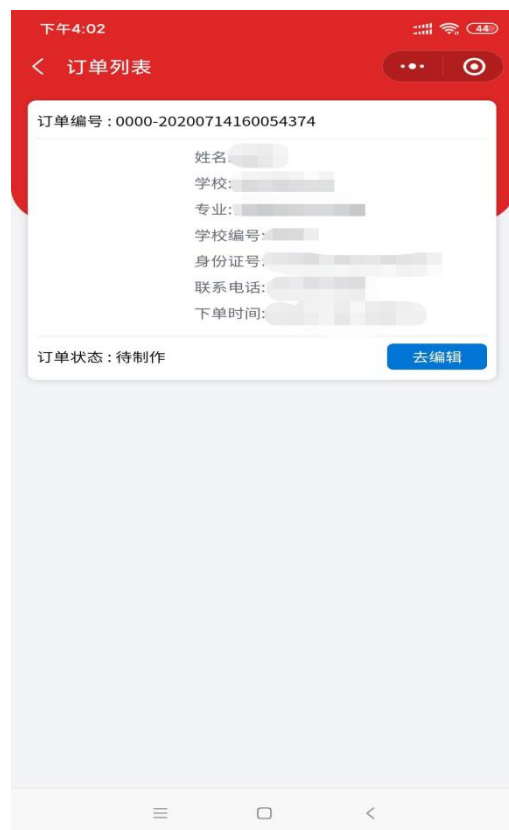 下午4:02
44
订单列表
订单编号 : 0000-20200714160054374
姓名:
学校:
专业:
学校编号:
身份证号:
联系电话:
下单时间:
订单状态 : 待制作
去编辑